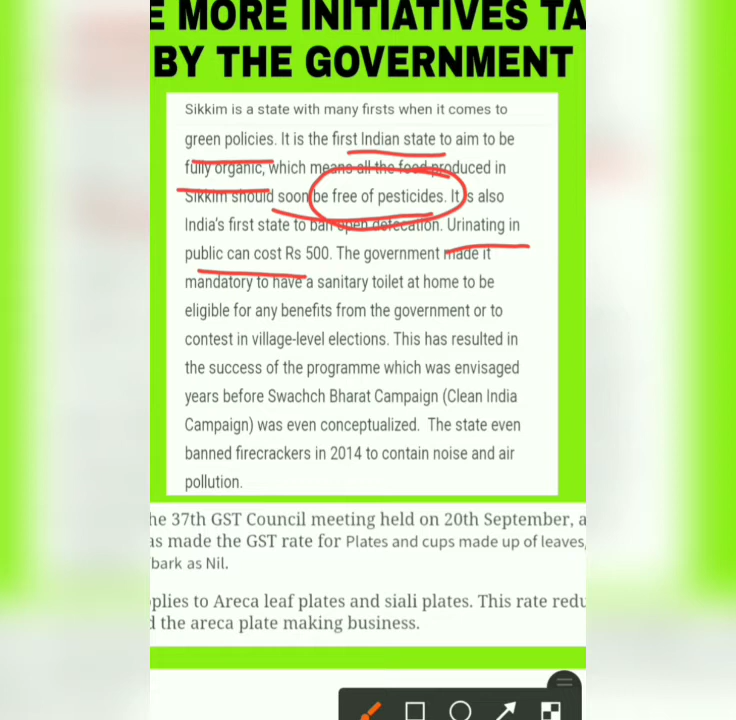 E MORE INITIATIVES TA
BY THE GOVERNMENT
Sikkim is a state with many firsts when it comes to
green policies. It is the first Indian state to aim to be
fully organic, which means all the food produced in
Sikkim should soon be free of pesticides. It is also
India's first state to ban open defecation. Urinating in
public can cost Rs 500. The government made it
mandatory to have a sanitary toilet at home to be
eligible for any benefits from the government or to
contest in village-level elections. This has resulted in
the success of the programme which was envisaged
years before Swachch Bharat Campaign (Clean India
Campaign) was even conceptualized. The state even
banned firecrackers in 2014 to contain noise and air
pollution.
he 37th GST Council meeting held on 20th September, a
as made the GST rate for Plates and cups made up of leaves,
bark as Nil.
plies to Areca leaf plates and siali plates. This rate redu
d the areca plate making business.